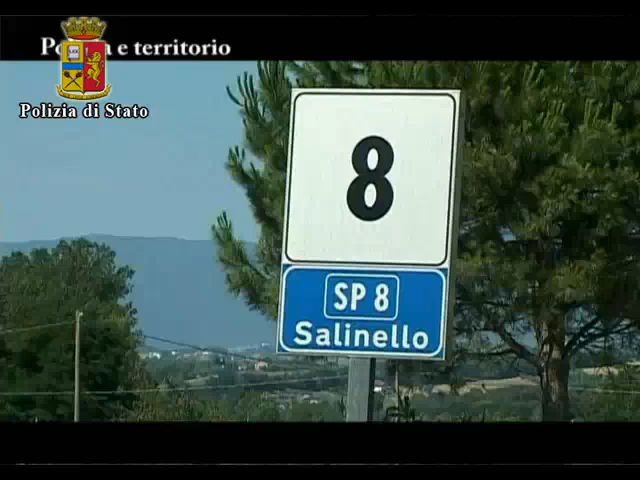 e territorio
Polizia di Stato
8
SP 8
Salinello